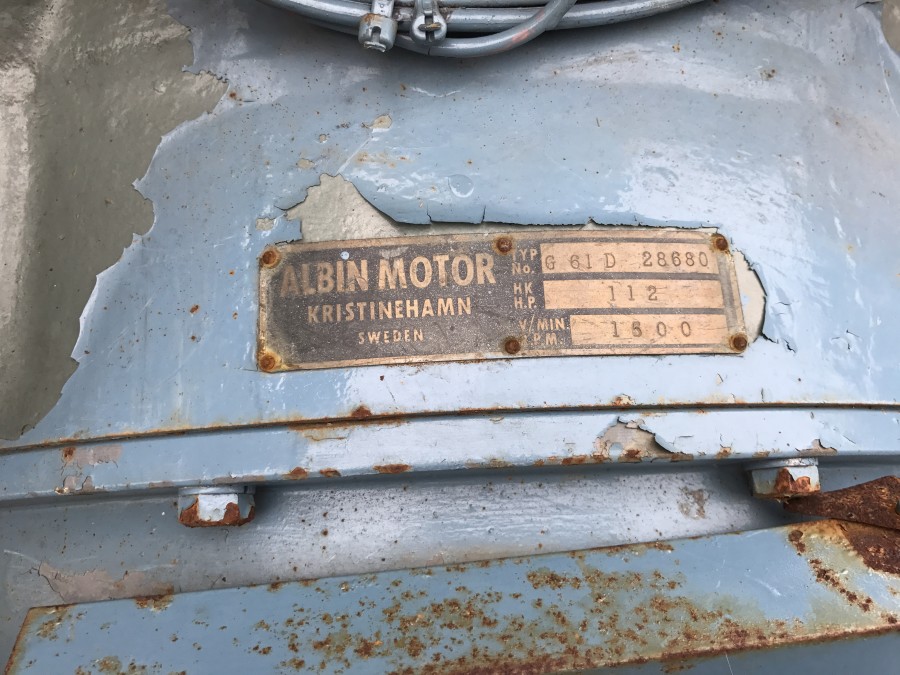 ALBIN MOTOR
KRISTINEHAMN
SWEDEN
TYP
No. G 61 D 28680
HK
H.P. 112
V/MIN.
R.P.M. 1500